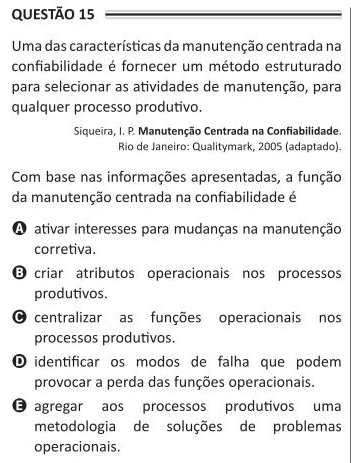 QUESTÃO 15
Uma das características da manutenção centrada na
confiabilidade é fornecer um método estruturado
para selecionar as atividades de manutenção, para
qualquer processo produtivo.
Siqueira, I. P. Manutenção Centrada na Confiabilidade.
Rio de Janeiro: Qualitymark, 2005 (adaptado).
Com base nas informações apresentadas, a função
da manutenção centrada na confiabilidade é
A ativar interesses para mudanças na manutenção
corretiva.
B criar atributos operacionais nos processos
produtivos.
C centralizar as funções operacionais nos
processos produtivos.
D identificar os modos de falha que podem
provocar a perda das funções operacionais.
E agregar aos processos produtivos uma
metodologia de soluções de problemas
operacionais.